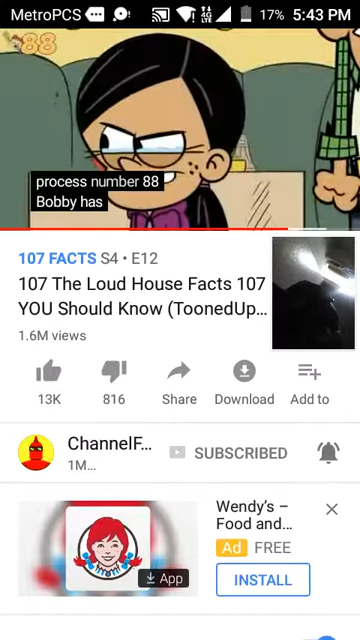 MetroPCS
4G
LTE
17% 5:43 PM
88
process number 88
Bobby has
107 FACTS S4 • E12
107 The Loud House Facts 107
YOU Should Know (ToonedUp...
1.6M views
13K
816
Share
Download
Add to
ChannelF...
1M...
SUBSCRIBED
Wendy's –
Food and...
Ad FREE
App
INSTALL